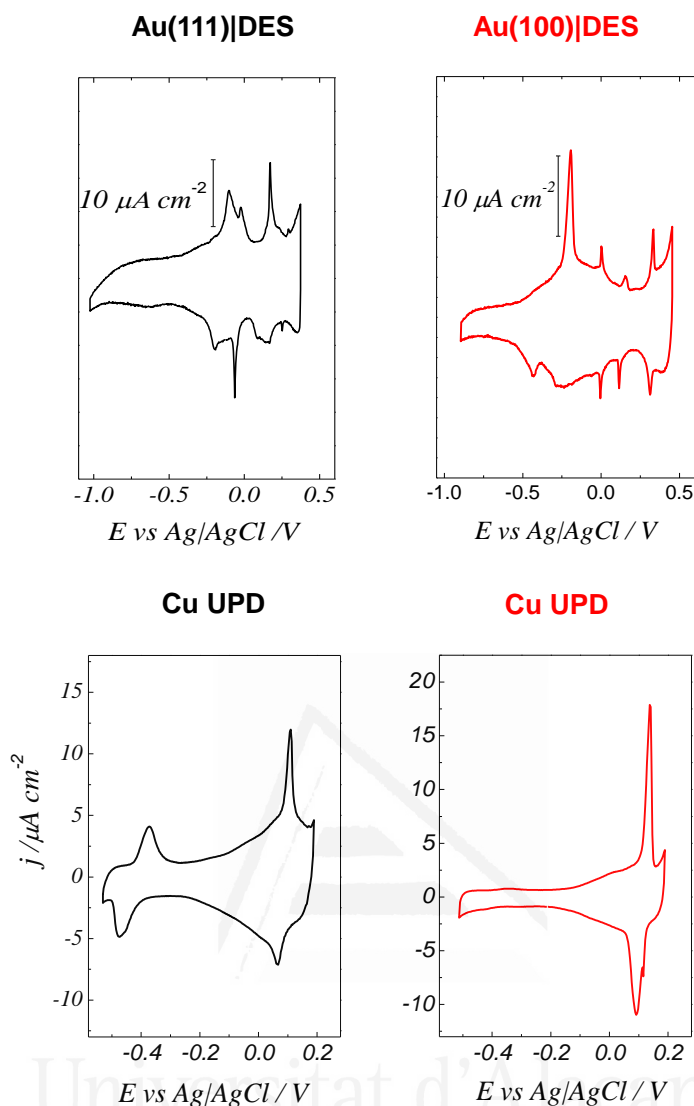 Au(111)|DES
Au(100)|DES
10 μA cm-2
10 μA cm-2
-1.0 -0.5 0.0 0.5
-1.0 -0.5 0.0 0.5
E vs Ag/AgCl /V
E vs Ag/AgCl / V
Cu UPD
Cu UPD
15
10
5
0
-5
-10
j /μA cm-2
20
15
10
5
0
-5
-10
-0.4 -0.2 0.0 0.2
-0.4 -0.2 0.0 0.2
E vs Ag/AgCl / V
E vs Ag/AgCl / V
Universitat d'Alacan